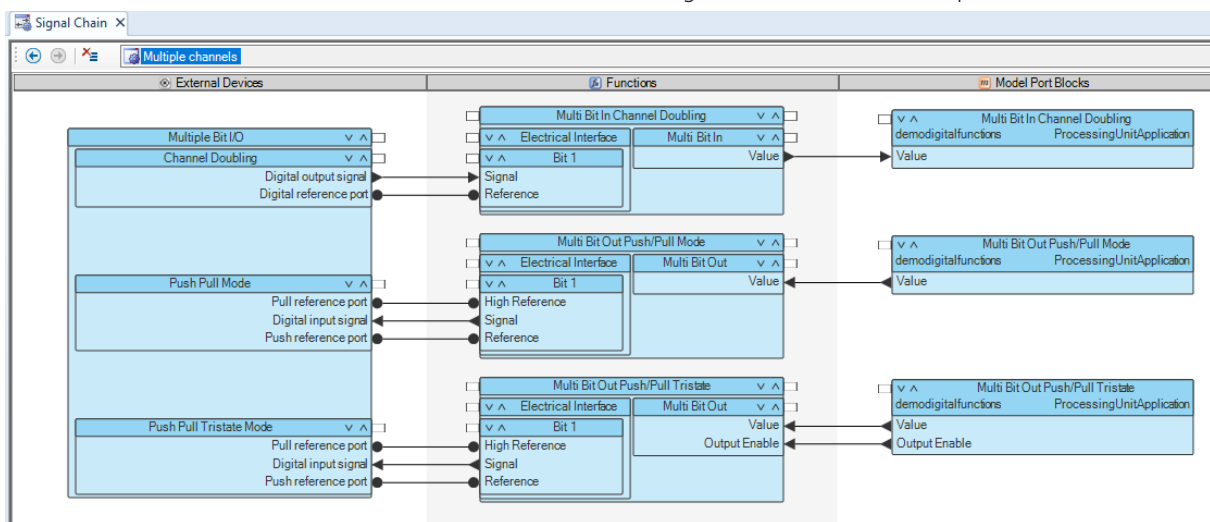 Signal Chain
Multiple channels
External Devices
Functions
Model Port Blocks
Multiple Bit I/O
Channel Doubling
Digital output signal
Digital reference port
Push Pull Mode
Pull reference port
Digital input signal
Push reference port
Push Pull Tristate Mode
Pull reference port
Digital input signal
Push reference port
Multi Bit In Channel Doubling
Electrical Interface
Multi Bit In
Bit 1
Value
Signal
Reference
Multi Bit Out Push/Pull Mode
Electrical Interface
Multi Bit Out
Bit 1
Value
High Reference
Signal
Reference
Multi Bit Out Push/Pull Tristate
Electrical Interface
Multi Bit Out
Bit 1
Value
High Reference
Output Enable
Signal
Reference
Multi Bit In Channel Doubling
demodigitalfunctions ProcessingUnitApplication
Value
Multi Bit Out Push/Pull Mode
demodigitalfunctions ProcessingUnitApplication
Value
Multi Bit Out Push/Pull Tristate
demodigitalfunctions ProcessingUnitApplication
Value
Output Enable